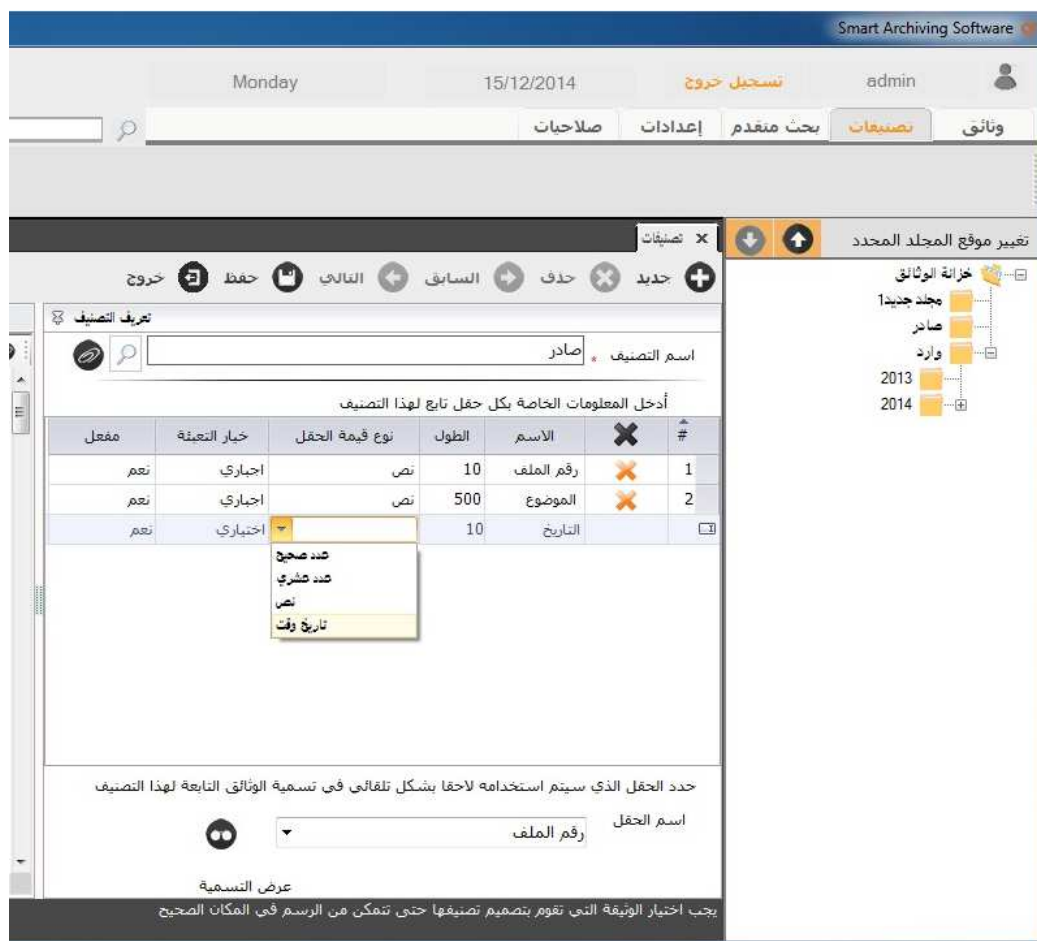 Smart Archiving Software
admin تسجيل خروج 15/12/2014 Monday
وثائق تصنيفات بحث متقدم إعدادات صلاحيات
تغيير موقع المجلد المحدد
خزانة الوثائق
مجلد جديد1
صادر
وارد
2013
2014
تصنيفات
جديد حذف السابق التالي حفظ خروج
تعريف التصنيف
اسم التصنيف * صادر
أدخل المعلومات الخاصة بكل حقل تابع لهذا التصنيف
# الاسم الطول نوع قيمة الحقل خيار التعبئة مفعل
1 رقم الملف 10 نص اجباري نعم
2 الموضوع 500 نص اجباري نعم
التاريخ 10 اختياري نعم
عدد صحيح
عدد عشري
نص
تاريخ وقت
حدد الحقل الذي سيتم استخدامه لاحقا بشكل تلقائي في تسمية الوثائق التابعة لهذا التصنيف
اسم الحقل رقم الملف
عرض التسمية
يجب اختيار الوثيقة التي تقوم بتصميم تصنيفها حتى تتمكن من الرسم في المكان الصحيح